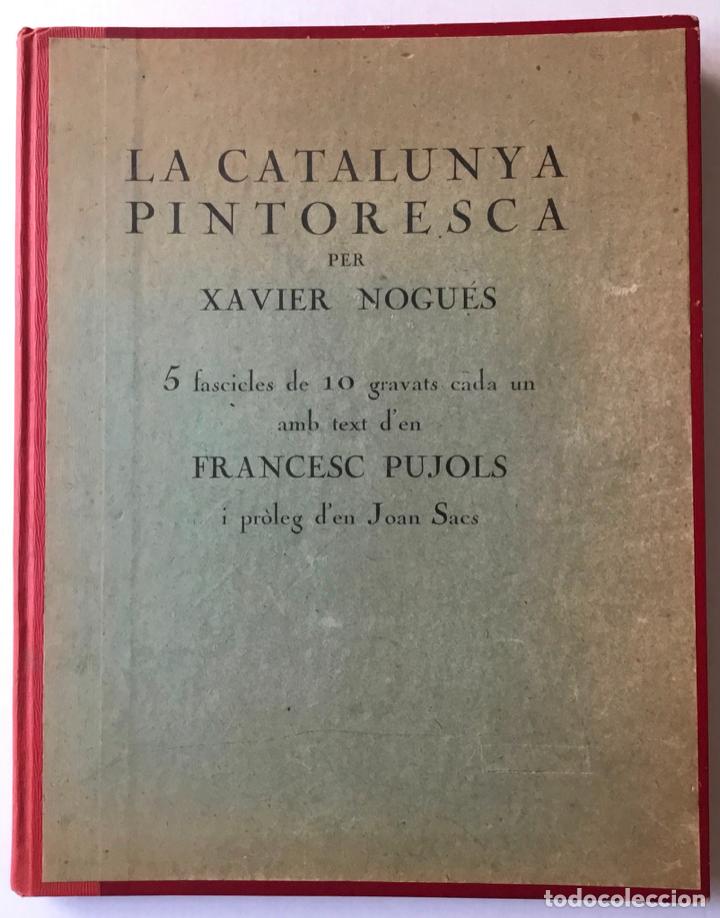 LA CATALUNYA
PINTORESCA
PER
XAVIER NOGUÉS
5 fascicles de 10 gravats cada un
amb text d'en
FRANCESC PUJOLS
i pròleg d'en Joan Sacs
todocoleccion